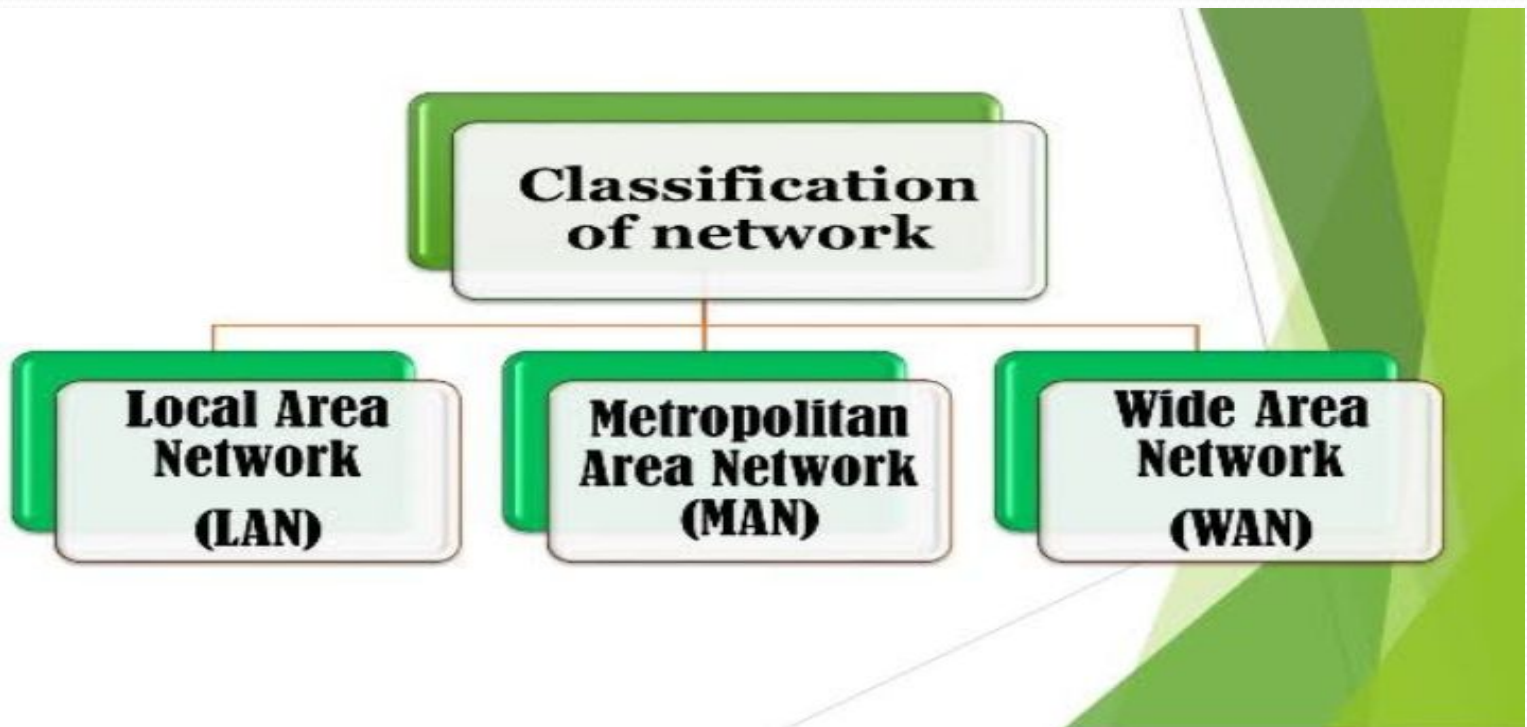 Classification
of network
Local Area
Network
(LAN)
Metropolitan
Area Network
(MAN)
Wide Area
Network
(WAN)